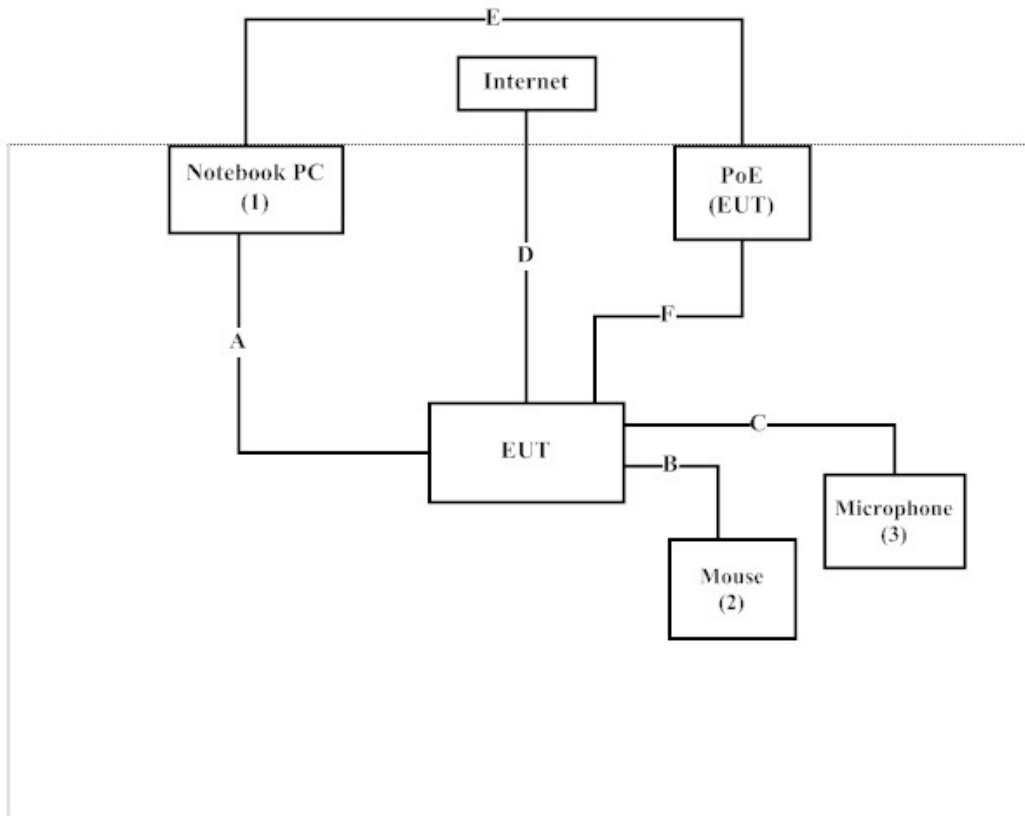 E
Internet
Notebook PC
(1)
PoE
(EUT)
D
F
A
C
EUT
B
Microphone
(3)
Mouse
(2)